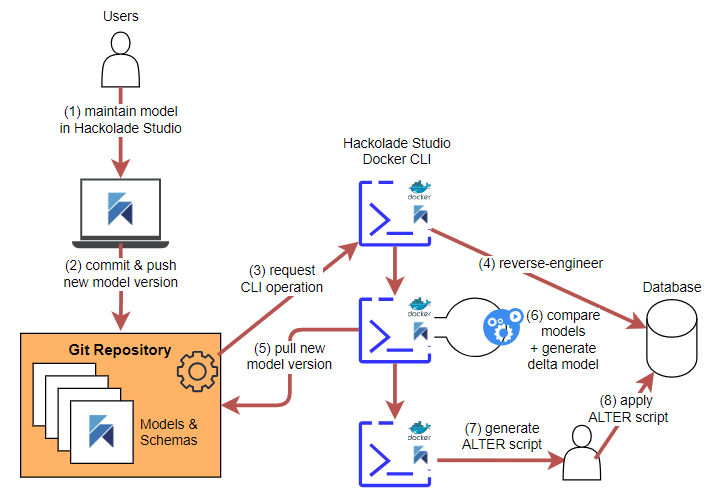 Users
(1) maintain model
in Hackolade Studio
(2) commit & push
new model version
Git Repository
Models &
Schemas
(3) request
CLI operation
Hackolade Studio
Docker CLI
docker
(4) reverse-engineer
Database
docker
(5) pull new
model version
(6) compare
models
+ generate
delta model
docker
(7) generate
ALTER script
(8) apply
ALTER script